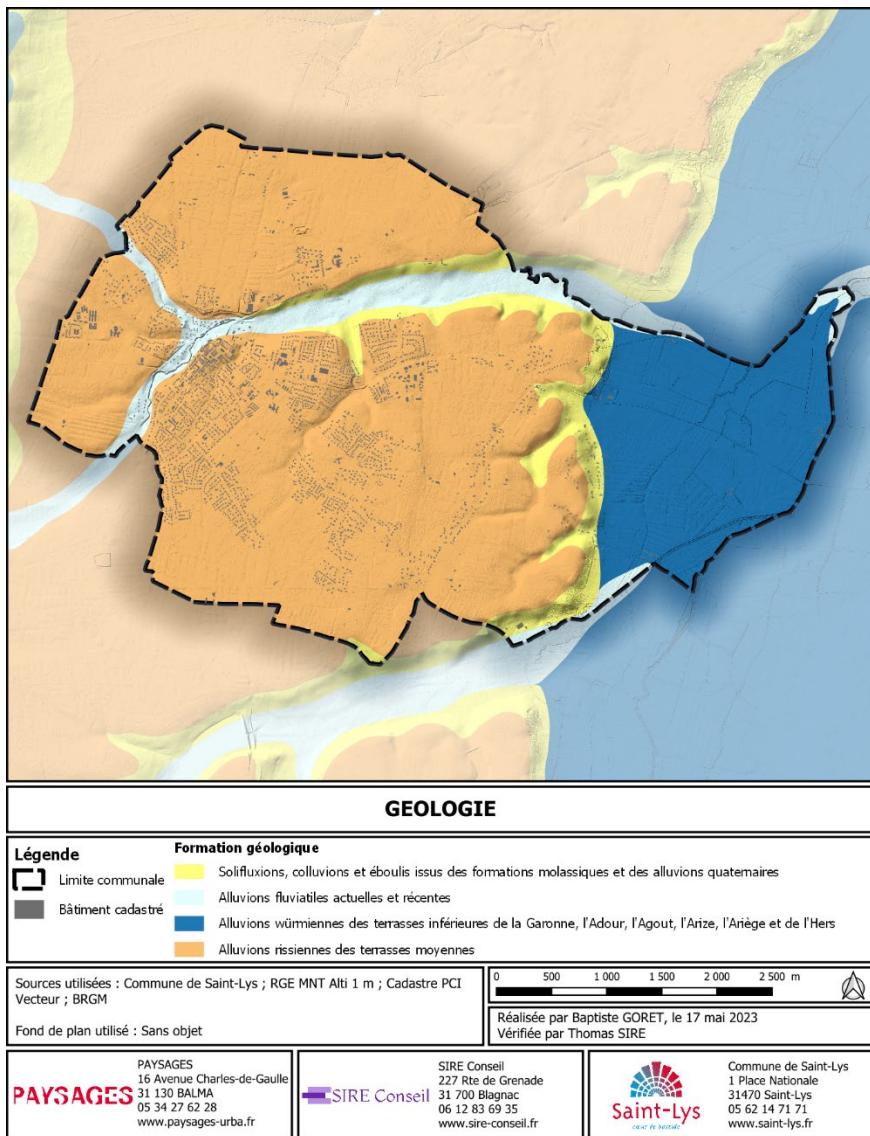 GEOLOGIE
Légende
Limite communale
Bâtiment cadastré
Formation géologique
Solifluxions, colluvions et éboulis issus des formations molassiques et des alluvions quaternaires
Alluvions fluviatiles actuelles et récentes
Alluvions würmiennes des terrasses inférieures de la Garonne, l'Adour, l'Agout, l'Arize, l'Ariège et de l'Hers
Alluvions rissiennes des terrasses moyennes
Sources utilisées : Commune de Saint-Lys ; RGE MNT Alti 1 m ; Cadastre PCI
Vecteur ; BRGM
Fond de plan utilisé : Sans objet
0 500 1 000 1 500 2 000 2 500 m
Réalisée par Baptiste GORET, le 17 mai 2023
Vérifiée par Thomas SIRE
PAYSAGES
PAYSAGES
16 Avenue Charles-de-Gaulle
31 130 BALMA
05 34 27 62 28
www.paysages-urba.fr
SIRE Conseil
SIRE Conseil
227 Rte de Grenade
31 700 Blagnac
06 12 83 69 35
www.sire-conseil.fr
Saint-Lys
cœur de bastide
Commune de Saint-Lys
1 Place Nationale
31470 Saint-Lys
05 62 14 71 71
www.saint-lys.fr